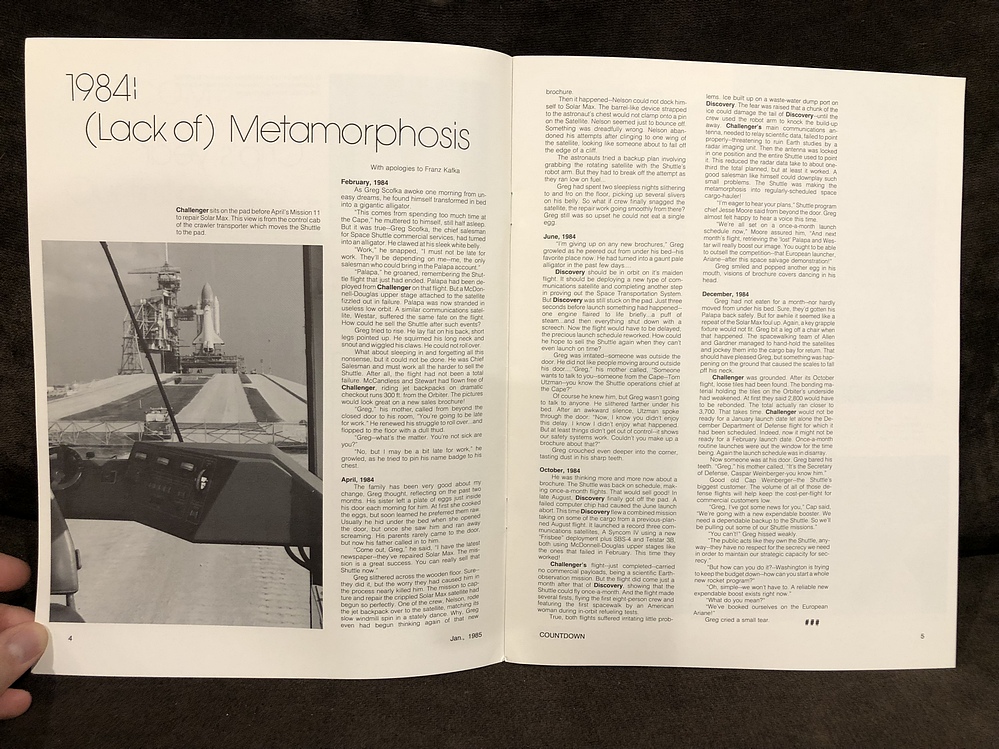 1984:
(Lack of) Metamorphosis
With apologies to Franz Kafka
Challenger sits on the pad before April's Mission 11
to repair Solar Max. This view is from the control cab
of the crawler transporter which moves the Shuttle
to the pad.
February, 1984
As Greg Scofka awoke one morning from un-
easy dreams, he found himself transformed in bed
into a gigantic alligator.
"This comes from spending too much time at
the Cape," he muttered to himself, still half asleep.
But it was true--Greg Scofka, the chief salesman
for Space Shuttle commercial services, had turned
into an alligator. He clawed at his sleek white belly.
"Work," he snapped, "I must not be late for
work. They'll be depending on me--me, the only
salesman who could bring in the Palapa account."
"Palapa," he groaned, remembering the Shut-
tle flight that just had ended. Palapa had been de-
ployed from Challenger on that flight. But a McDon-
nell-Douglas upper stage attached to the satellite
fizzled out in failure. Palapa was now stranded in
useless low orbit. A similar communications satel-
lite, Westar, suffered the same fate on the flight.
How could he sell the Shuttle after such events?
Greg tried to rise. He lay flat on his back, short
legs pointed up. He squirmed his long neck and
snout and wiggled his claws. He could not roll over.
What about sleeping in and forgetting all this
nonsense, but it could not be done. He was Chief
Salesman, and must work all the harder to sell the
Shuttle. After all, the flight had not been a total
failure. McCandless and Stewart had flown free of
Challenger, riding jet backpacks on dramatic
checkout runs 300 ft. from the Orbiter. The pictures
would look great on a new sales brochure!
"Greg," his mother, called from beyond the
closed door to his room, "You're going to be late
for work." He renewed his struggle to roll over...and
flopped to the floor with a dull thud.
"Greg--what's the matter. You're not sick are
you?"
"No, but I may be a bit late for work," he
growled, as he tried to pin his name badge to his
chest.
April, 1984
The family has been very good about my
change, Greg thought, reflecting on the past two
months. His sister left a plate of eggs just inside
his door each morning for him. At first she cooked
the eggs, but soon learned he preferred them raw.
Usually he hid under the bed when she opened
the door, but once she saw him and ran away
screaming. His parents rarely came to the door,
but now his father called in to him.
"Come out, Greg," he said, "I have the latest
newspaper--they've repaired Solar Max. The mis-
sion is a great success. You can really sell that
Shuttle now."
Greg slithered across the wooden floor. Sure--
they did it, but the worry they had caused him in
the process nearly killed him. The mission to cap-
ture and repair the crippled Solar Max satellite had
begun so perfectly. One of the crew, Nelson, rode
the jet backpack over to the satellite, matching its
slow windmill spin in a stately dance. Why, Greg
even had begun thinking again of that new
4
Jan., 1985
brochure.
Then it happened--Nelson could not dock him-
self to Solar Max. The barrel-like device strapped
to the astronaut's chest would not clamp onto a pin
on the Satellite. Nelson seemed to just bounce off.
Something was dreadfully wrong. Nelson aban-
doned his attempts after clinging to one wing of
the satellite, looking like someone about to fall off
the edge of a cliff.
The astronauts tried a backup plan involving
grabbing the rotating satellite with the Shuttle's
robot arm. But they had to break off the attempt as
they ran low on fuel...
Greg had spent two sleepless nights slithering
to and fro on the floor, picking up several slivers
on his belly. So what if crew finally snagged the
satellite, the repair work going smoothly from there?
Greg still was so upset he could not eat a single
egg.
June, 1984
"I'm giving up on any new brochures," Greg
growled as he peered out from under his bed--his
favorite place now. He had turned into a gaunt pale
alligator in the past few days...
Discovery should be in orbit on it's maiden
flight. It should be deploying a new type of com-
munications satellite and completing another step
in proving out the Space Transportation System.
But Discovery was still stuck on the pad. Just three
seconds before launch something had happened--
one engine flaired to life briefly...a puff of
steam...and then everything shut down with a
screech. Now the flight would have to be delayed;
the precious launch schedule reworked. How could
he hope to sell the Shuttle again when they can't
even launch on time?
Greg was irritated--someone was outside the
door. He did not like people moving around outside
his door... "Greg," his mother called, "Someone
wants to talk to you--someone from the Cape--Tom
Utzman--you know the Shuttle operations chief at
the Cape?"
Of course he knew him, but Greg wasn't going
to talk to anyone. He slithered farther under his
bed. After an awkward silence, Utzman spoke
through the door: "Now, I know you didn't enjoy
this delay. I know I didn't enjoy what happened.
But at least things didn't get out of control--it shows
our safety systems work. Couldn't you make up a
brochure about that?"
Greg crouched even deeper into the corner,
tasting dust in his sharp teeth.
October, 1984
He was thinking more and more now about a
brochure. The Shuttle was back on schedule, mak-
ing once-a-month flights. That would sell good! In
late August, Discovery finally got off the pad. A
failed computer chip had caused the June launch
abort. This time Discovery flew a combined mission
taking on some of the cargo from a previous-plan-
ned August flight. It launched a record three com-
munications satellites. A Syncom IV using a new
"Frisbee" deployment plus SBS-4 and Telstar 3B,
both using McDonnell-Douglas upper stages like
the ones that failed in February. This time they
worked!
Challenger's flight--just completed--carried
no commercial payloads, being a scientific Earth-
observation mission. But the flight did come just a
month after that of Discovery, showing that the
Shuttle could fly once-a-month. And the flight made
several firsts; flying the first eight-person crew and
featuring the first spacewalk by an American
woman during in-orbit refueling tests.
True, both flights suffered irritating little prob-
lems. Ice built up on a waste-water dump port on
Discovery. The fear was raised that a chunk of the
ice could damage the tail of Discovery--until the
crew used the robot arm to knock the build-up
away. Challenger's main communications an-
tenna, needed to relay scientific data, failed to point
properly--threatening to ruin Earth studies by a
radar imaging unit. Then the antenna was locked
in one position and the entire Shuttle used to point
it. This reduced the radar data take to about one-
third the total planned, but at least it worked. A
good salesman like himself could downplay such
small problems. The Shuttle was making the
metamorphosis into regularly-scheduled space
cargo-hauler!
"I'm eager to hear your plans," Shuttle program
chief Jesse Moore said from beyond the door. Greg
almost felt happy to hear a voice this time.
"We're all set on a once-a-month launch
schedule now," Moore assured him, "And next
month's flight, retrieving the 'lost' Palapa and Wes-
tar will really boost our image. You ought to be able
to outsell the competition--that European launcher,
Ariane--after this space salvage demonstration!"
Greg smiled and popped another egg in his
mouth, visions of brochure covers dancing in his
head.
December, 1984
Greg had not eaten for a month--nor hardly
moved from under his bed. Sure, they'd gotten his
Palapa back safely. But for awhile it seemed like a
repeat of the Solar Max foul up. Again, a key grapple
fixture would not fit. Greg bit a leg of a chair when
that happened. The spacewalking team of Allen
and Gardner managed to hand-hold the satellites
and jockey them into the cargo bay for return. That
should have pleased Greg, but something was hap-
pening on the ground that caused the scales to fall
off his neck.
Challenger was grounded. After its October
flight, loose tiles had been found. The bonding ma-
terial holding the tiles on the Orbiter's underside
had weakened. At first they said 2,800 would have
to be rebonded. The total actually ran closer to
3,700. That takes time. Challenger would not be
ready for a January launch date let alone the De-
cember Department of Defense flight for which it
had been scheduled. Indeed, now it might not be
ready for a February launch date. Once-a-month
routine launches were out the window for the time
being. Again the launch schedule was in disarray.
Now someone was at his door. Greg bared his
teeth. "Greg," his mother called. "It's the Secretary
of Defense, Caspar Weinberger--you know him."
Good old Cap Weinberger--the Shuttle's
biggest customer. The volume of all of those de-
fense flights will help keep the cost-per-flight for
commercial customers low.
"Greg, I've got some news for you," Cap said,
"We're going with a new expendable booster. We
need a dependable backup to the Shuttle. So we'll
be pulling out some of our Shuttle missions."
"You can't!" Greg hissed weakly.
"The public acts like they own the Shuttle, any-
way--they have no respect for the secrecy we need
in order to maintain our strategic capacity for sec-
recy."
"But how can you do it?--Washington is trying
to keep the budget down--how can you start a whole
new rocket program?"
"Oh, simple--we won't have to. A reliable new
expendable boost exists right now."
"What do you mean?"
"We've booked ourselves on the European
Ariane!"
Greg cried a small tear.
###
COUNTDOWN
5